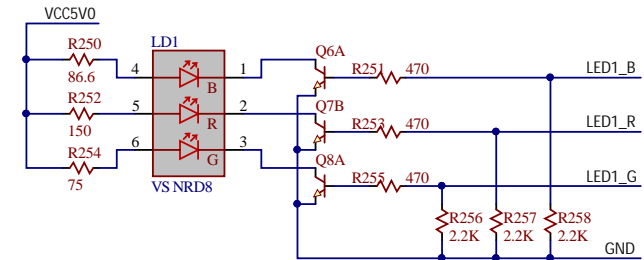 VCC5V0
R250
86.6
R252
150
R254
75
LD1
4
5
6
B
R
G
1
2
3
VS NRD8
Q6A
Q7B
Q8A
R251 470
R253 470
R255 470
LED1_B
LED1_R
LED1_G
R256
2.2K
R257
2.2K
R258
2.2K
GND